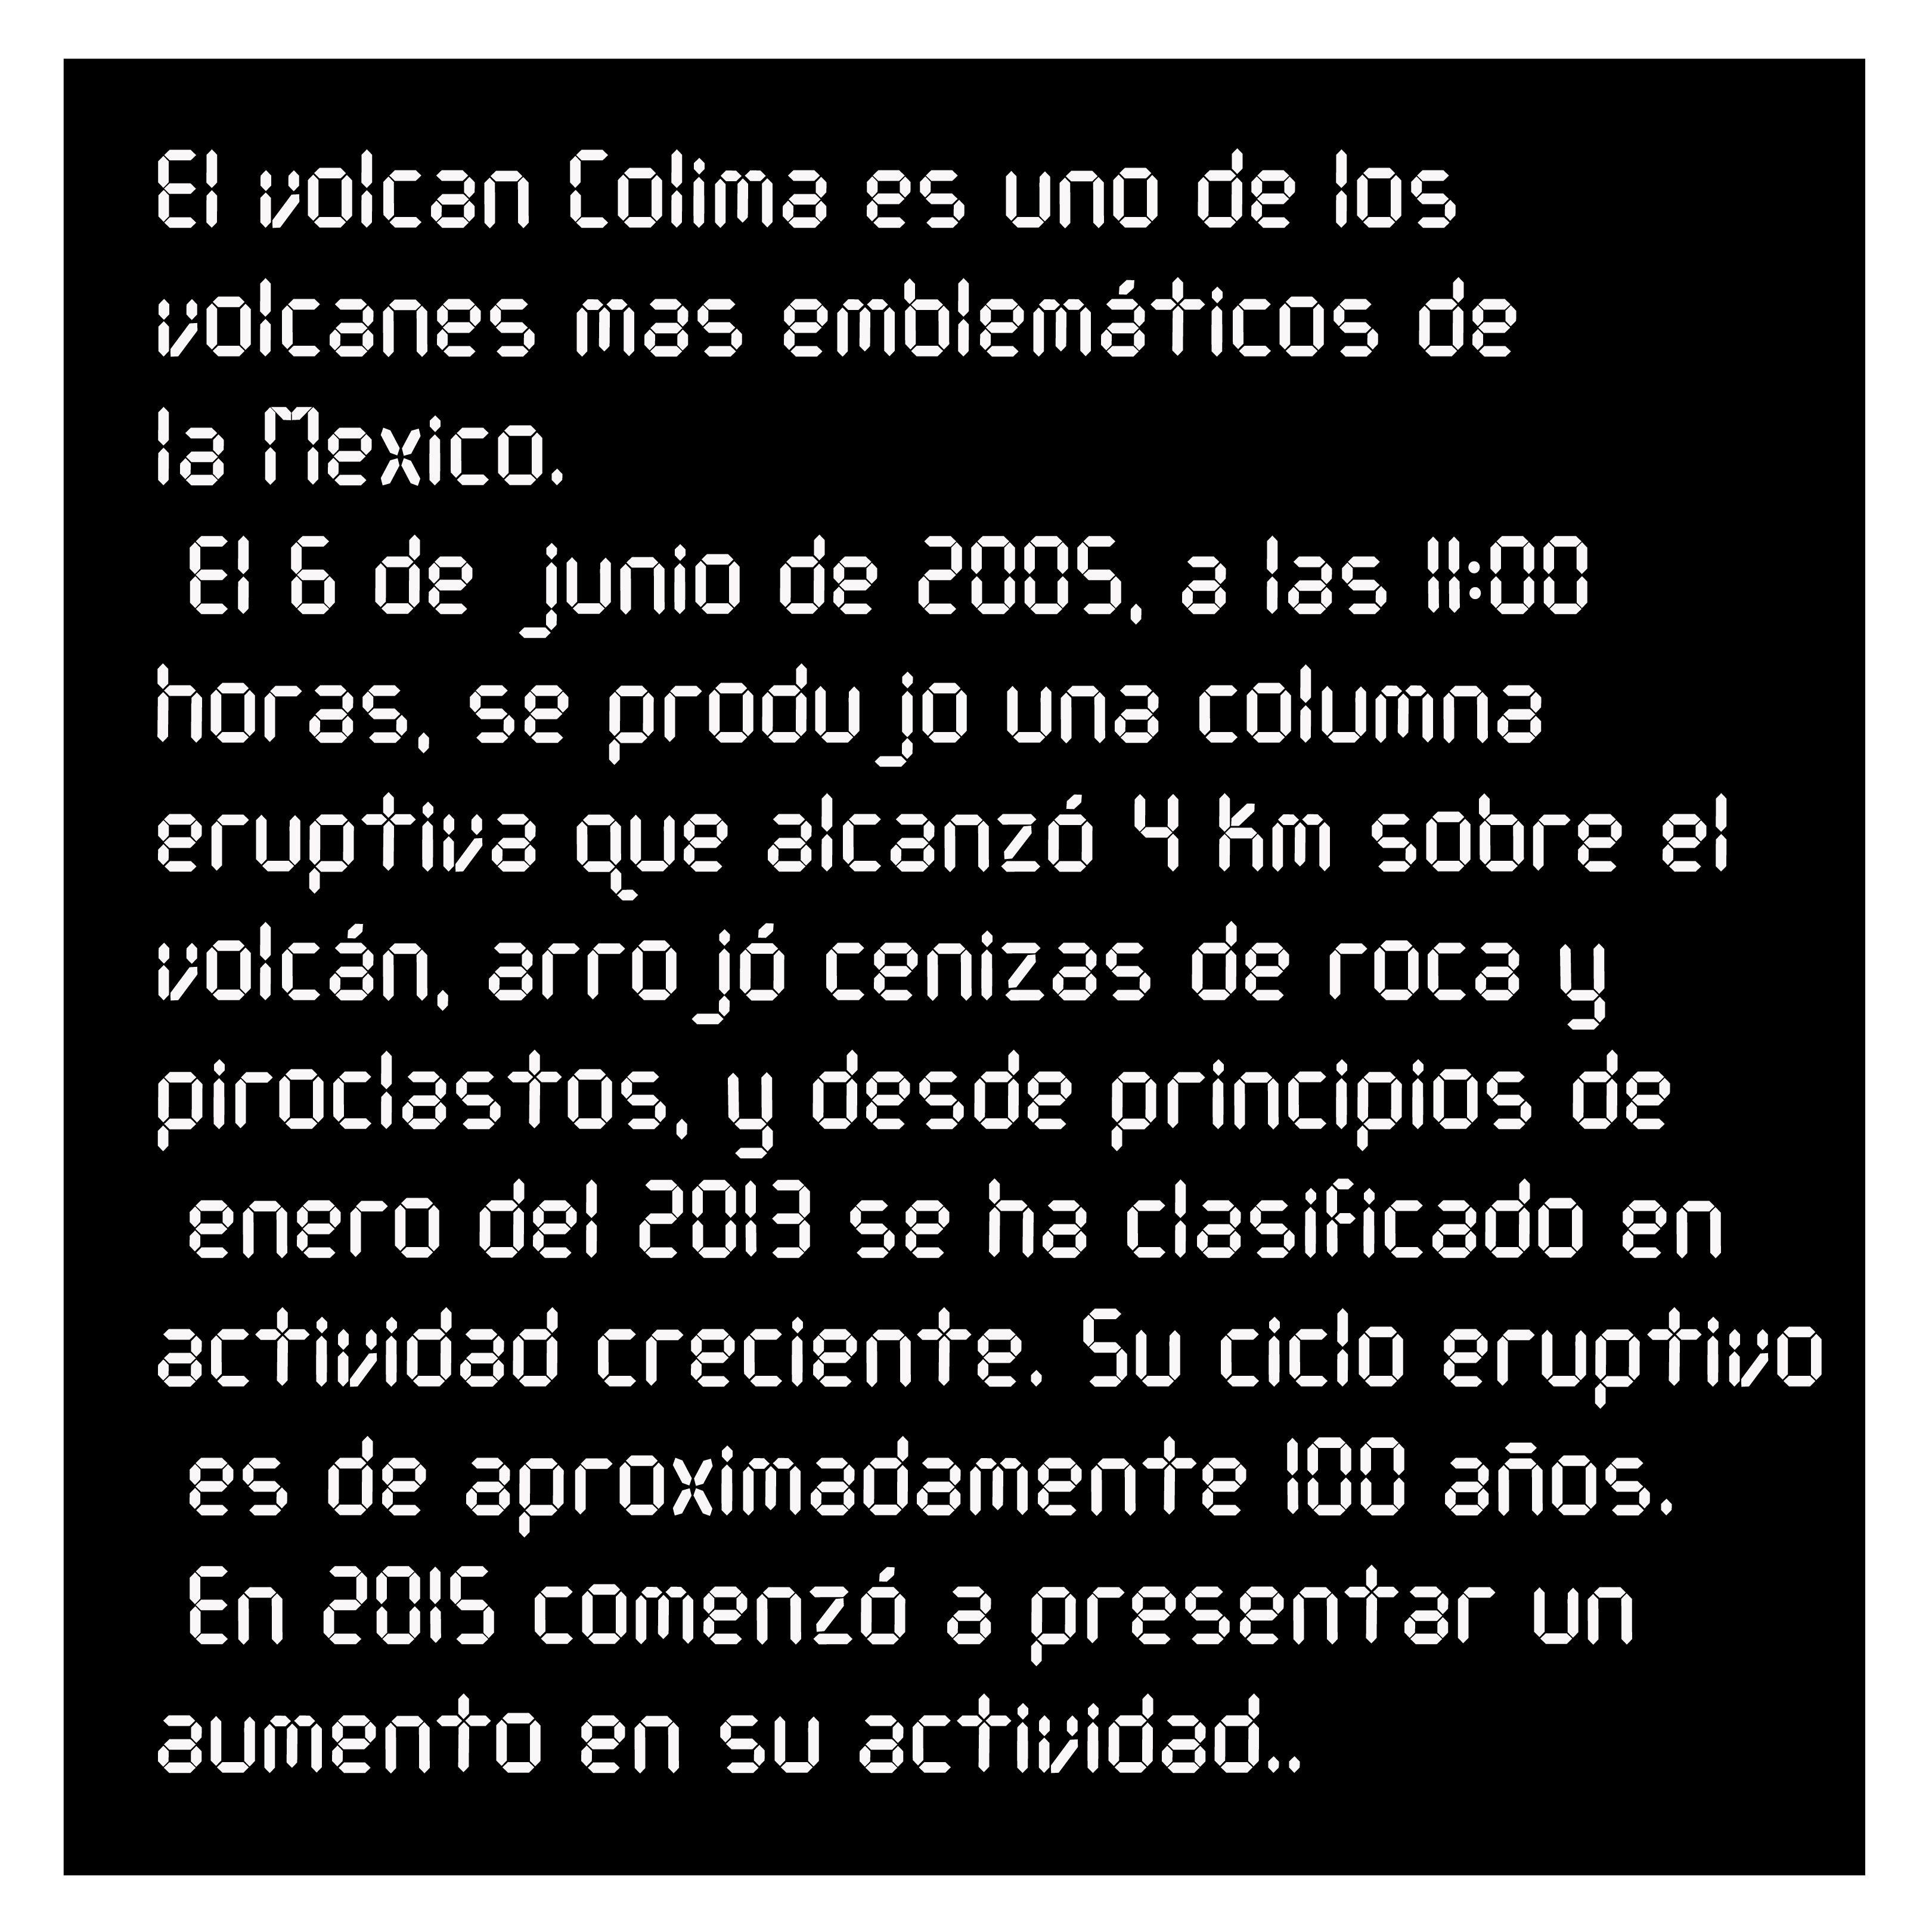 El volcan Colima es uno de los
volcanes mas emblemáticos de
la Mexico.
El 6 de junio de 2005, a las 11:00
horas, se produjo una columna
eruptiva que alcanzó 4 km sobre el
volcán, arrojó cenizas de roca y
piroclastos, y desde principios de
enero del 2013 se ha clasificado en
actividad creciente. Su ciclo eruptivo
es de aproximadamente 100 años.
En 2015 comenzó a presentar un
aumento en su actividad..